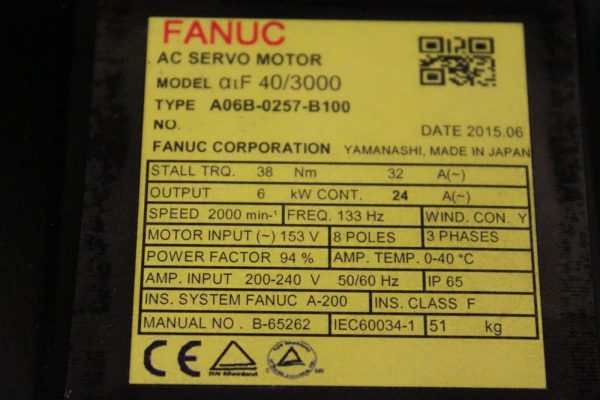 FANUC
AC SERVO MOTOR
MODEL αιF 40/3000
TYPE A06B-0257-B100
NO.
DATE 2015.06
FANUC CORPORATION YAMANASHI, MADE IN JAPAN
STALL TRQ. 38 Nm 32 A(~)
OUTPUT 6 kW CONT. 24 A(~)
SPEED 2000 min-¹ FREQ. 133 Hz WIND. CON. Y
MOTOR INPUT (~) 153 V 8 POLES 3 PHASES
POWER FACTOR 94 % AMP. TEMP. 0-40 °C
AMP. INPUT 200-240 V 50/60 Hz IP 65
INS. SYSTEM FANUC A-200 INS. CLASS F
MANUAL NO. B-65262 IEC60034-1 51 kg
CE TUV Rheinland
US